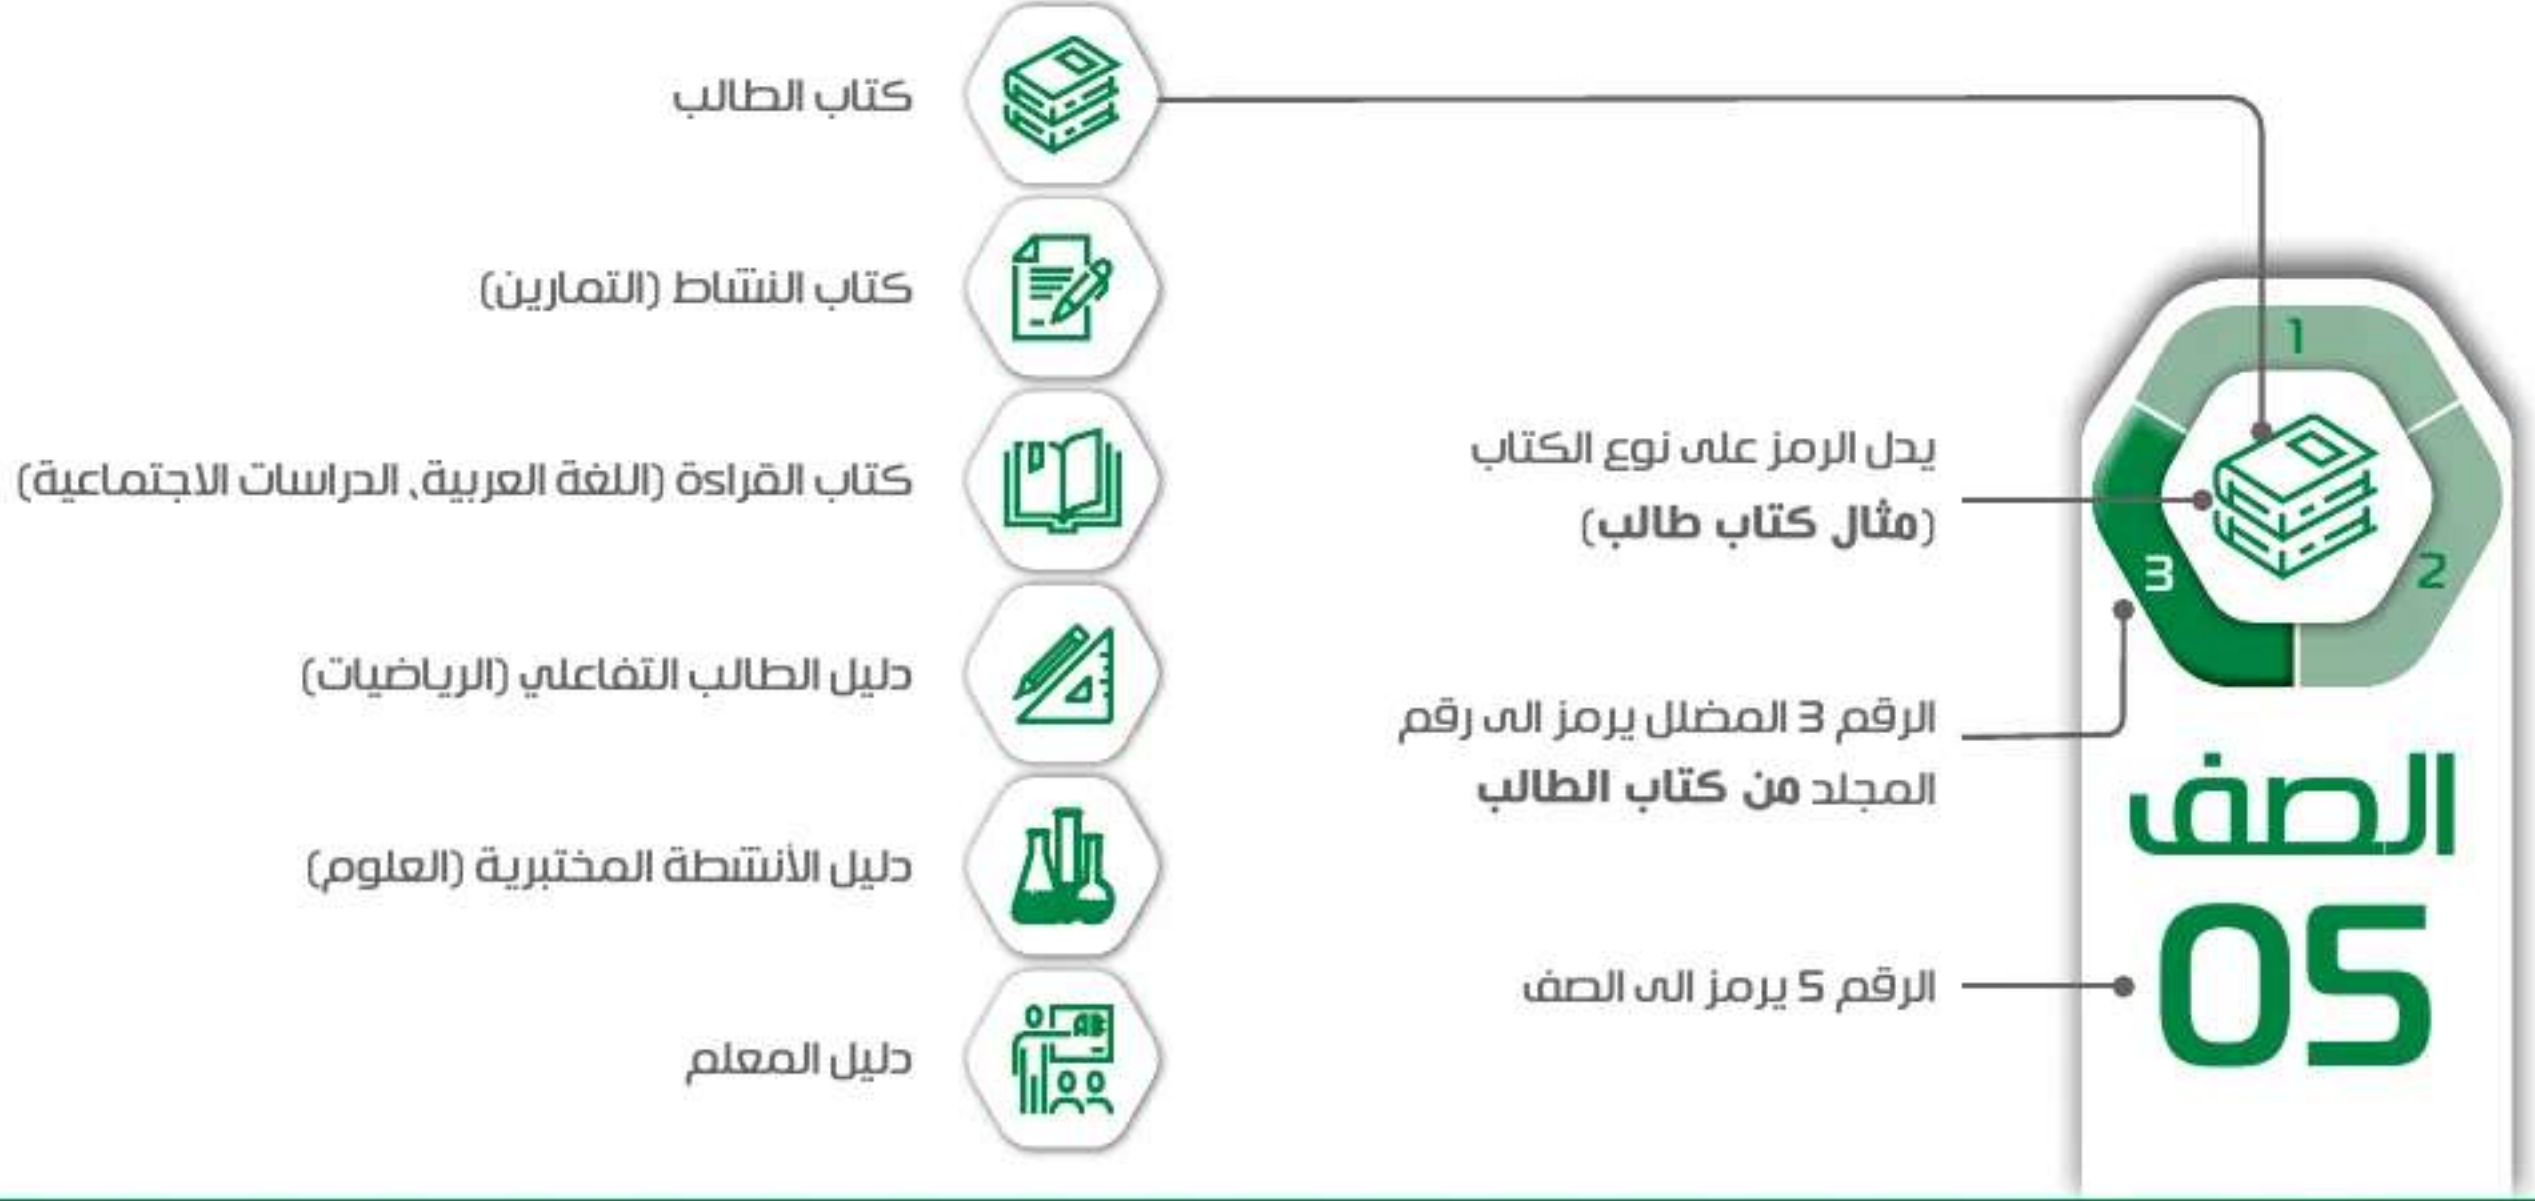 1
2
3
الصف
05
يدل الرمز على نوع الكتاب
(مثال كتاب طالب)
الرقم 3 المضلل يرمز الى رقم
المجلد من كتاب الطالب
الرقم 5 يرمز الى الصف
كتاب الطالب
كتاب النشاط (التمارين)
كتاب القراءة (اللغة العربية، الدراسات الاجتماعية)
دليل الطالب التفاعلي (الرياضيات)
دليل الأنشطة المختبرية (العلوم)
دليل المعلم
AB